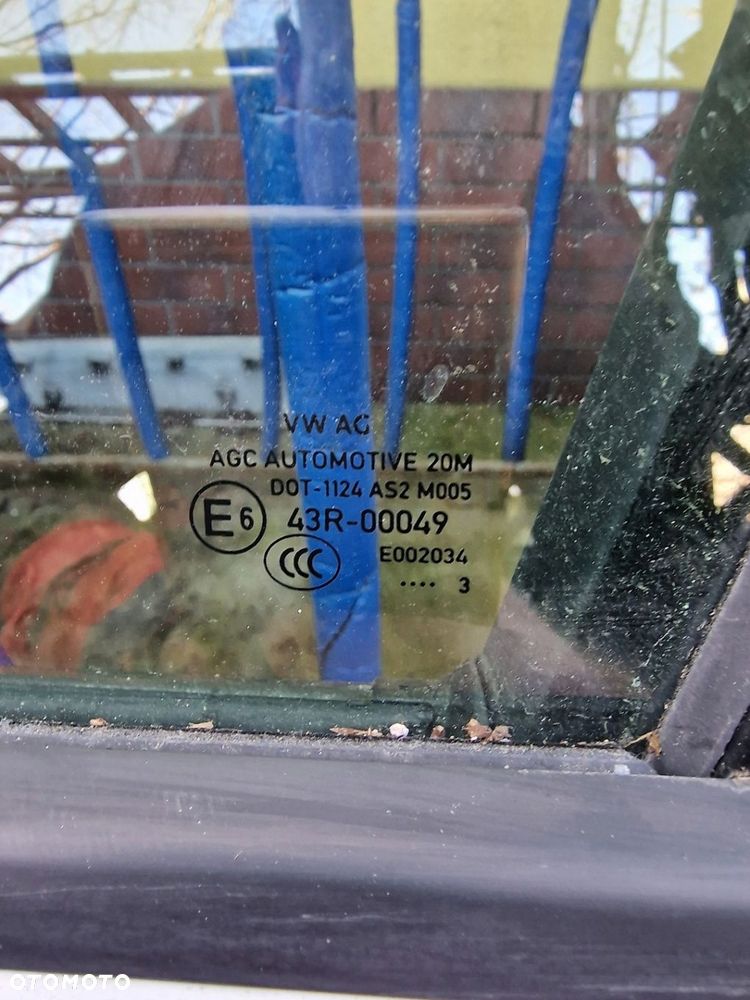 VW AG
AGC AUTOMOTIVE 20M
DOT-1124 AS2 M005
E6 43R-00049
CCC E002034
.... 3
OTOMOTO